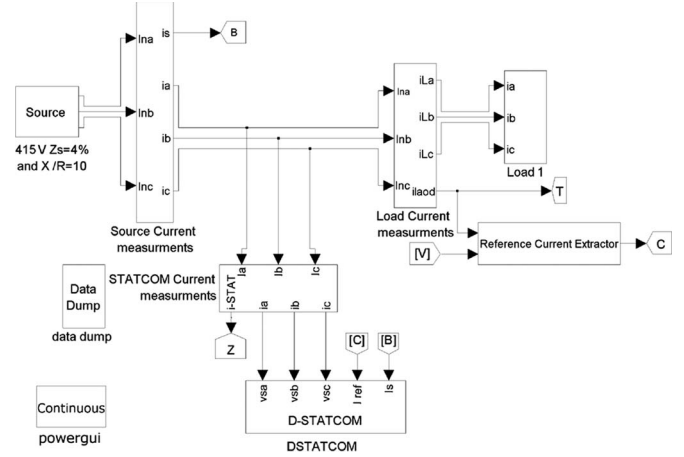 is
B
Ina
ia
Ina
iLa
ia
Source
Inb
iLb
ib
ib
Inb
iLc
ic
415 V Zs=4%
and X /R=10
Load 1
Inc
ic
Inc
ilaod
T
Source Current
measurments
Load Current
measurments
Reference Current Extractor
C
[V]
Ia
Ib
Ic
STATCOM Current
measurments
i-STAT
ia
ib
ic
Data
Dump
data dump
Z
[C]
[B]
vsa
vsb
vsc
I ref
Is
Continuous
powergui
D-STATCOM
DSTATCOM